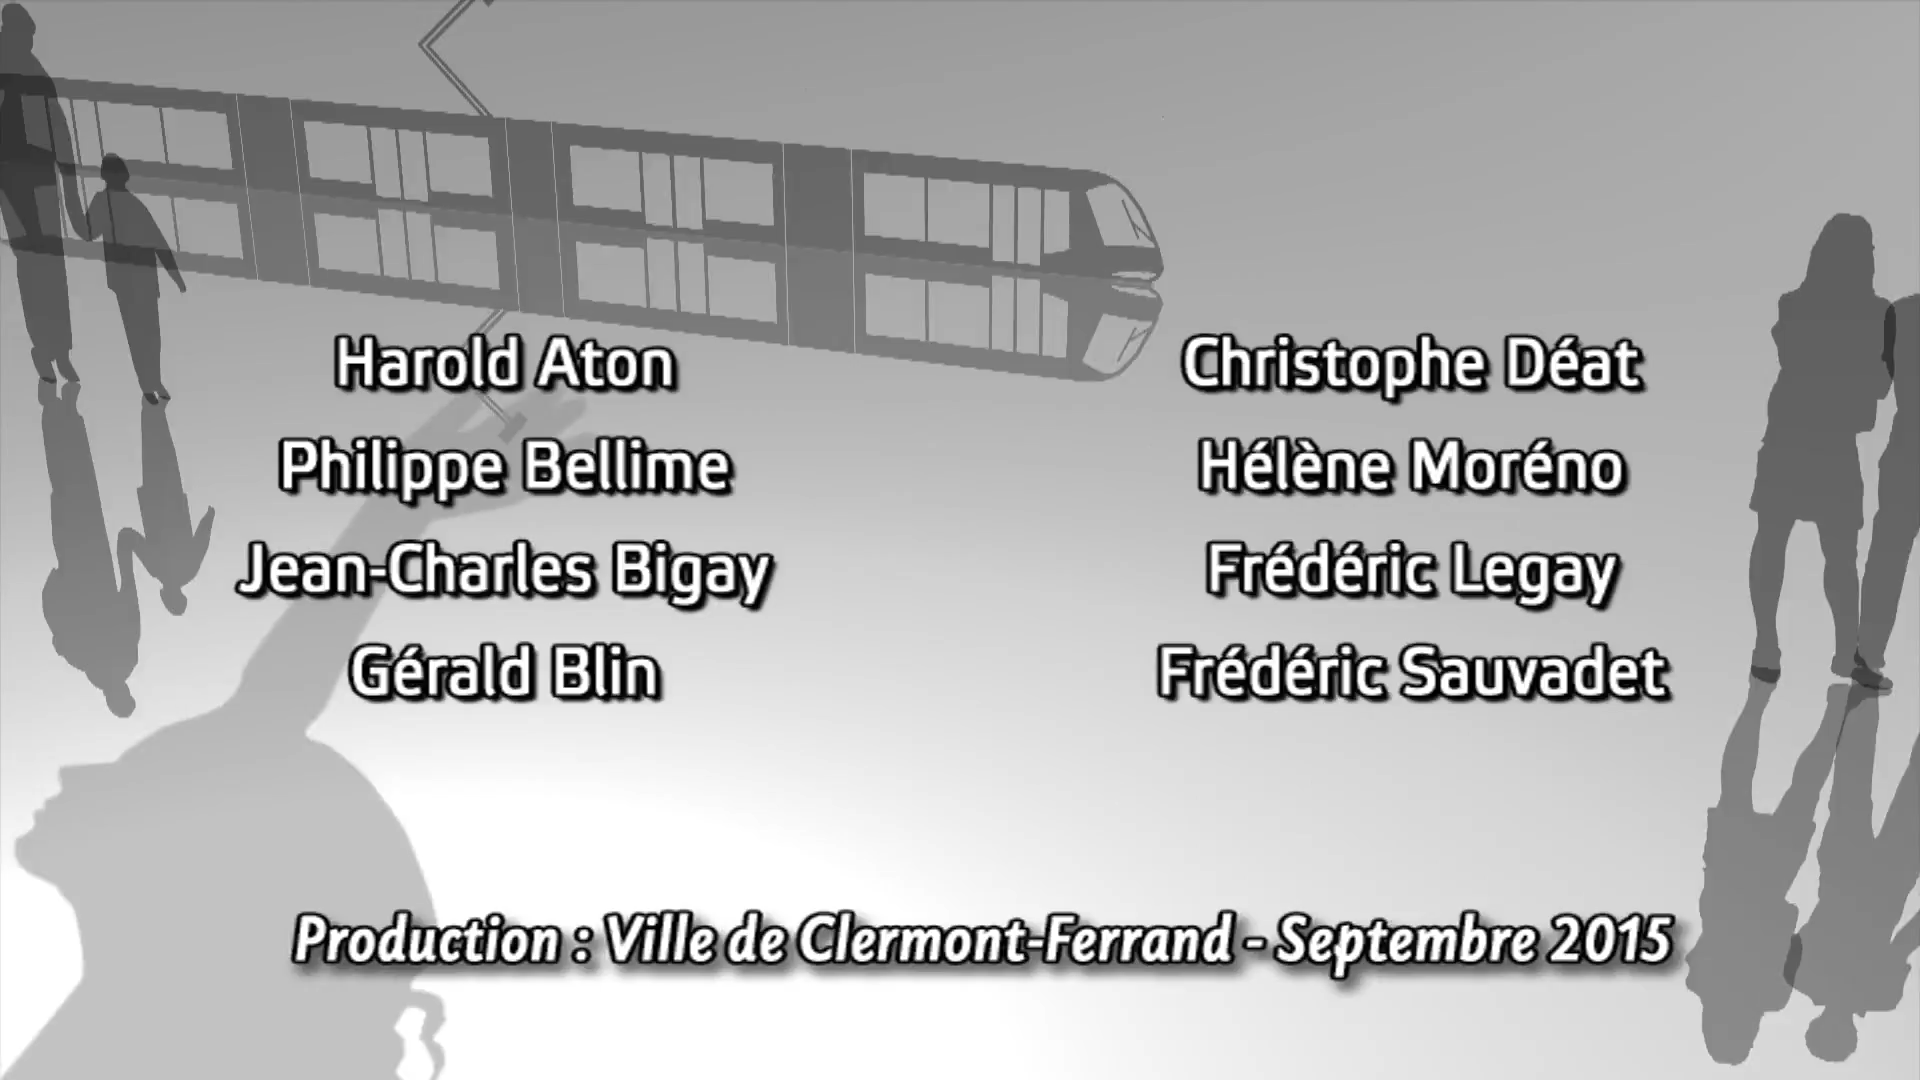 Harold Aton
Philippe Bellime
Jean-Charles Bigay
Gérald Blin
Christophe Déat
Hélène Moréno
Frédéric Legay
Frédéric Sauvadet
Production : Ville de Clermont-Ferrand - Septembre 2015